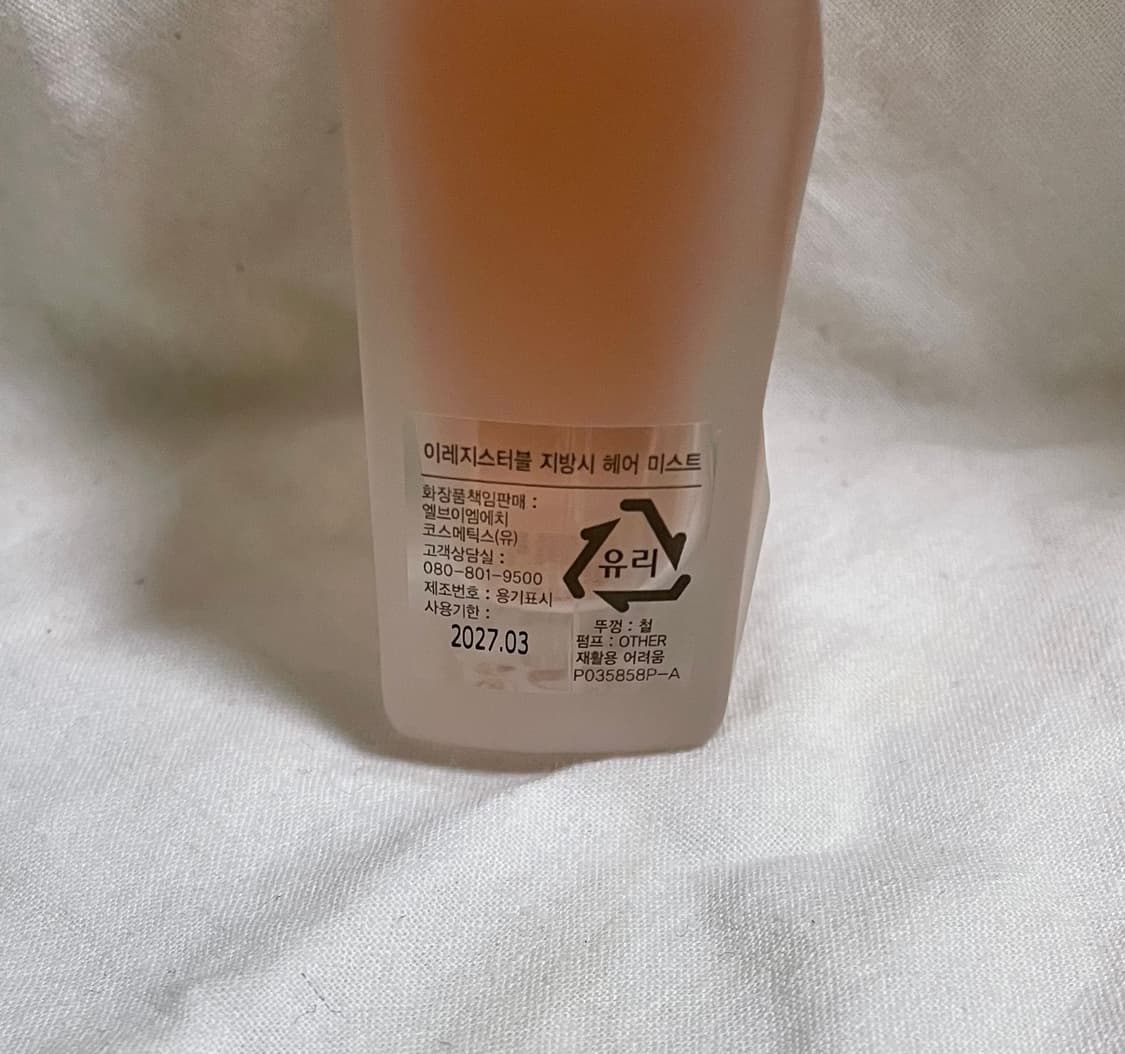 이레지스터블 지방시 헤어 미스트
화장품책임판매 :
엘브이엠에치
코스메틱스(유)
고객상담실 :
080-801-9500
제조번호 : 용기표시
사용기한 :
2027.03
유리
뚜껑 : 철
펌프 : OTHER
재활용 어려움
P035858P-A